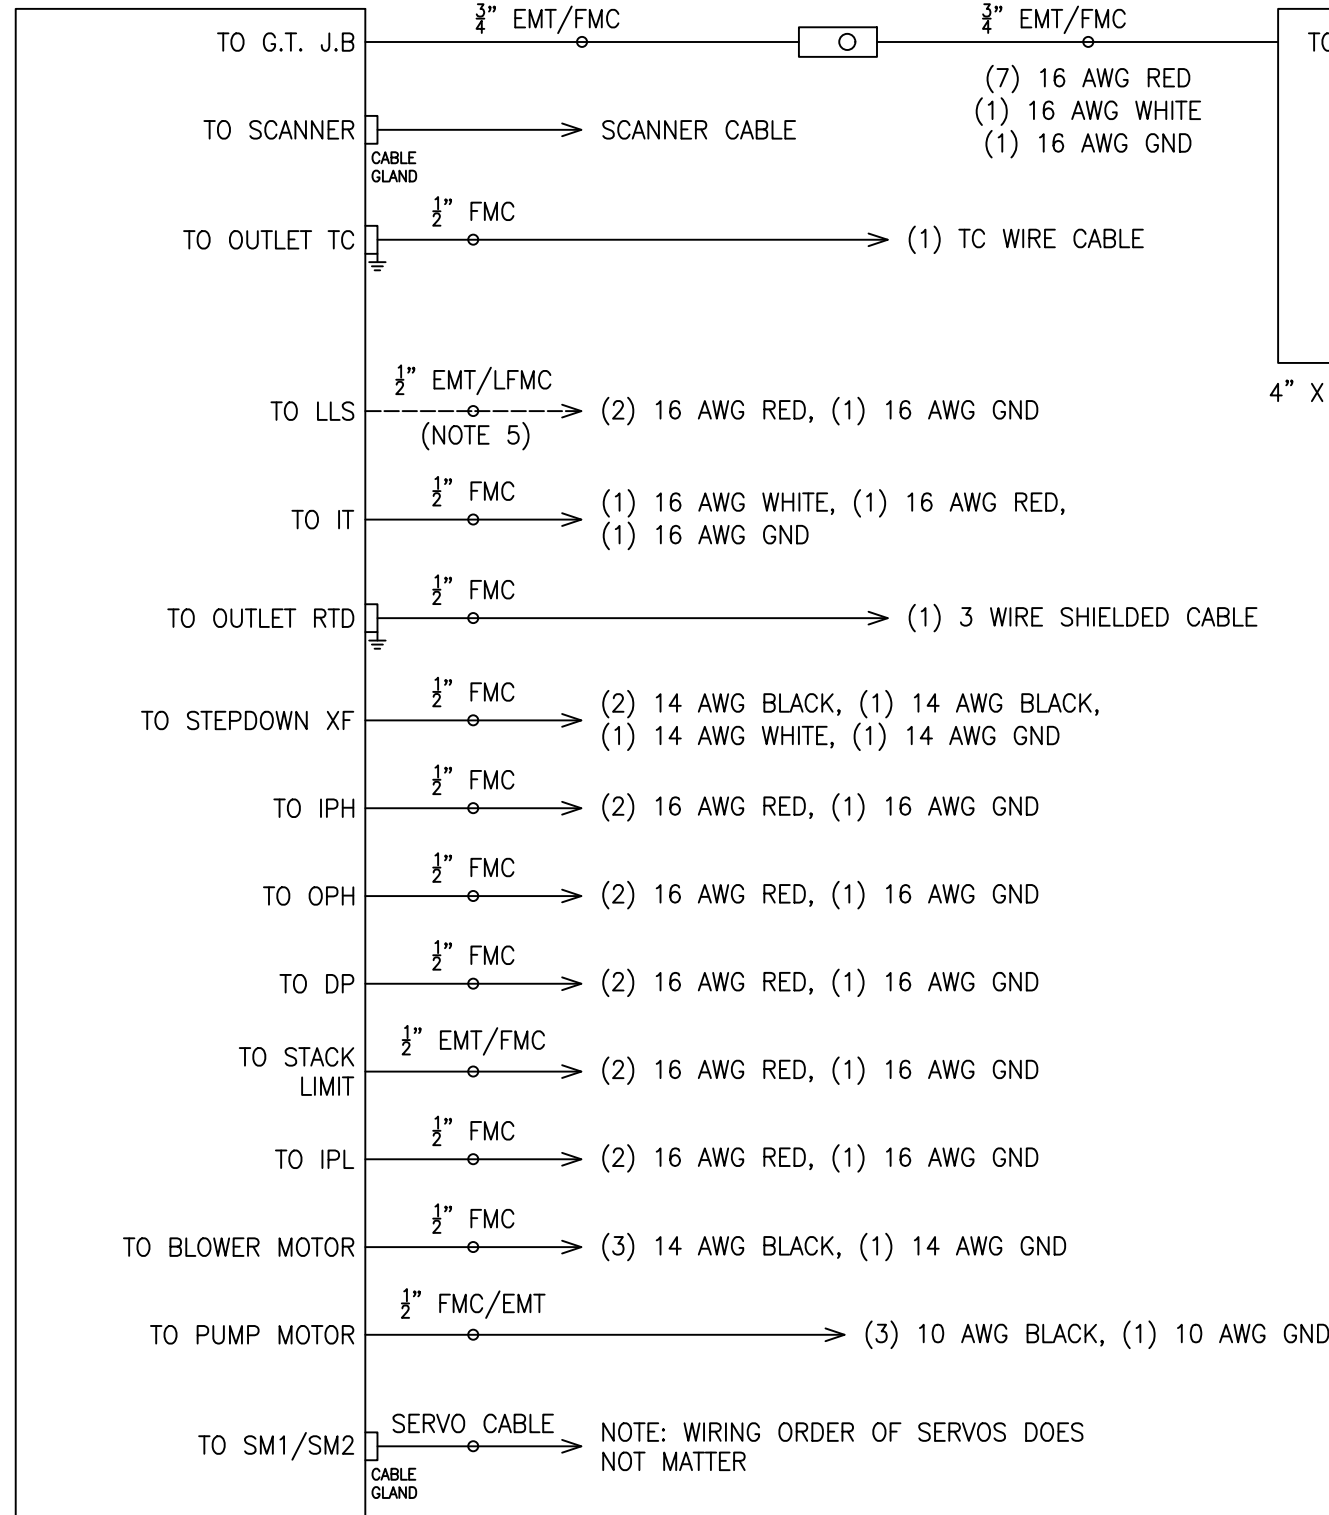 3/4" EMT/FMC
3/4" EMT/FMC
TO G.T. J.B
(7) 16 AWG RED
(1) 16 AWG WHITE
(1) 16 AWG GND
TO SCANNER
SCANNER CABLE
CABLE
GLAND
1/2" FMC
TO OUTLET TC
(1) TC WIRE CABLE
4" X
1/2" EMT/LFMC
TO LLS
(2) 16 AWG RED, (1) 16 AWG GND
(NOTE 5)
1/2" FMC
TO IT
(1) 16 AWG WHITE, (1) 16 AWG RED,
(1) 16 AWG GND
1/2" FMC
TO OUTLET RTD
(1) 3 WIRE SHIELDED CABLE
1/2" FMC
TO STEPDOWN XF
(2) 14 AWG BLACK, (1) 14 AWG BLACK,
(1) 14 AWG WHITE, (1) 14 AWG GND
1/2" FMC
TO IPH
(2) 16 AWG RED, (1) 16 AWG GND
1/2" FMC
TO OPH
(2) 16 AWG RED, (1) 16 AWG GND
1/2" FMC
TO DP
(2) 16 AWG RED, (1) 16 AWG GND
1/2" EMT/FMC
TO STACK
LIMIT
(2) 16 AWG RED, (1) 16 AWG GND
1/2" FMC
TO IPL
(2) 16 AWG RED, (1) 16 AWG GND
1/2" FMC
TO BLOWER MOTOR
(3) 14 AWG BLACK, (1) 14 AWG GND
1/2" FMC/EMT
TO PUMP MOTOR
(3) 10 AWG BLACK, (1) 10 AWG GND
SERVO CABLE
TO SM1/SM2
NOTE: WIRING ORDER OF SERVOS DOES
NOT MATTER
CABLE
GLAND